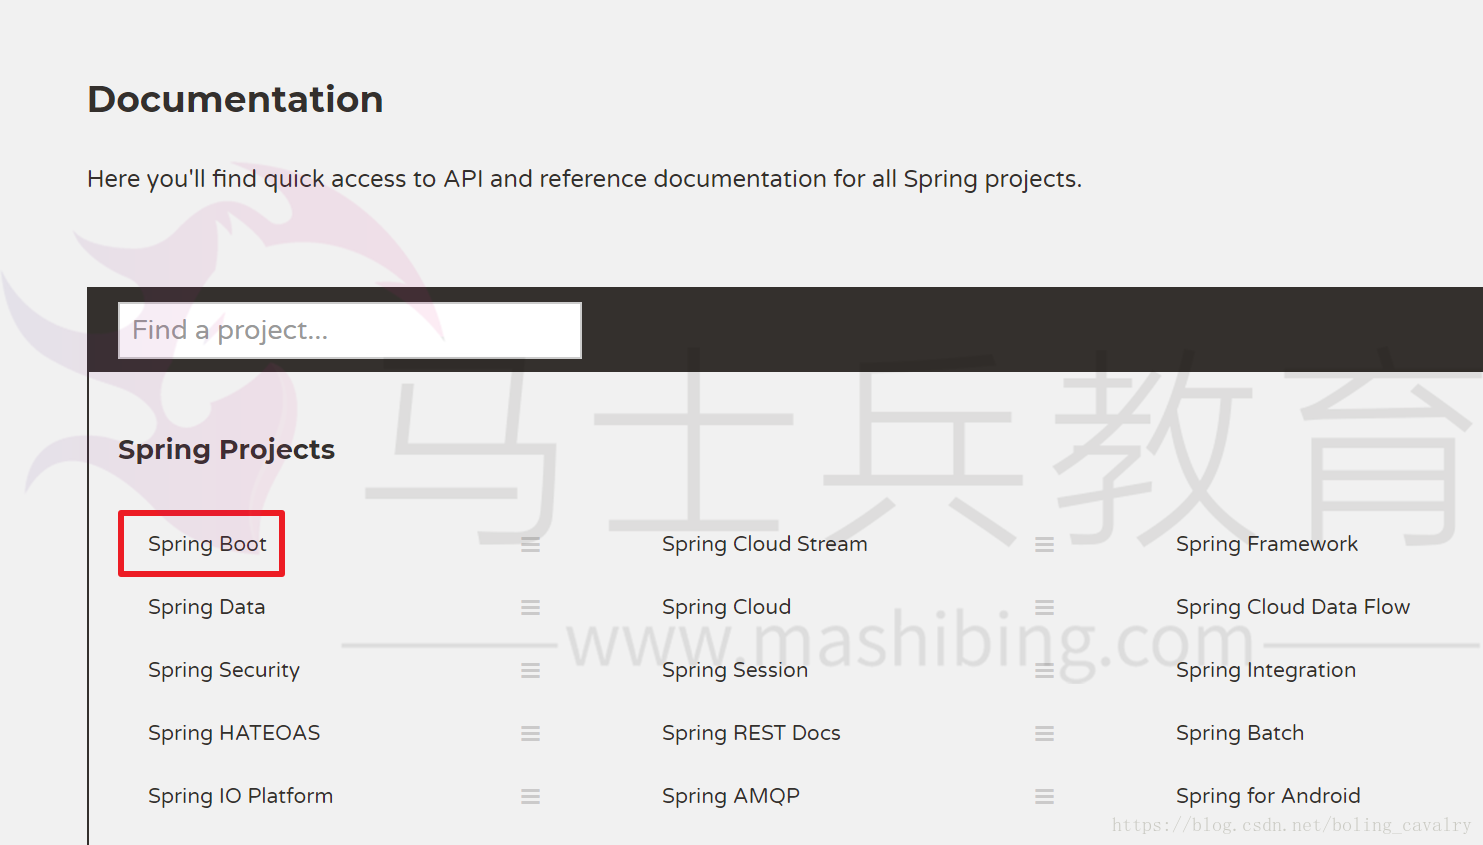 Documentation
Here you'll find quick access to API and reference documentation for all Spring projects.
Find a project...
马士兵教育
Spring Projects
Spring Boot
Spring Cloud Stream
Spring Framework
Spring Data
Spring Cloud
Spring Cloud Data Flow
www.mashibing.com
Spring Security
Spring Session
Spring Integration
Spring HATEOAS
Spring REST Docs
Spring Batch
Spring IO Platform
Spring AMQP
Spring for Android
https://blog.csdn.net/boling_cavalry